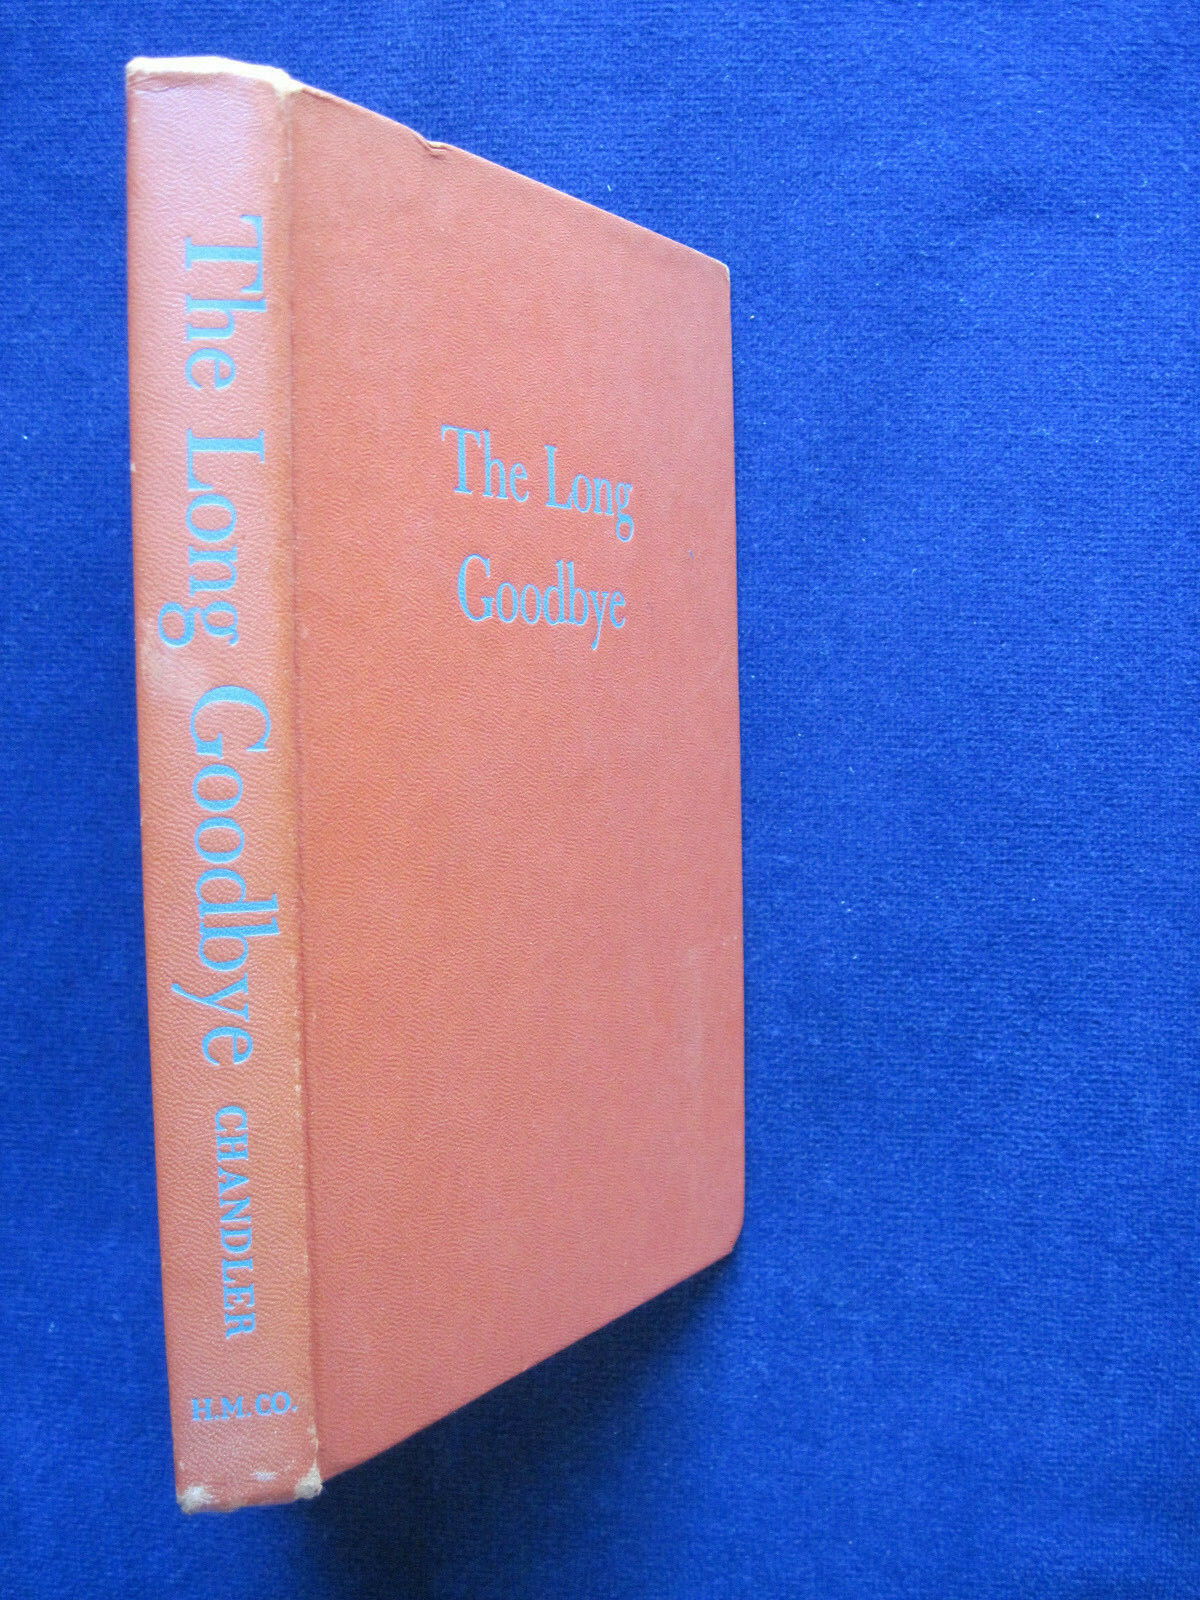 The Long Goodbye CHANDLER
H.M.CO.
The Long
Goodbye